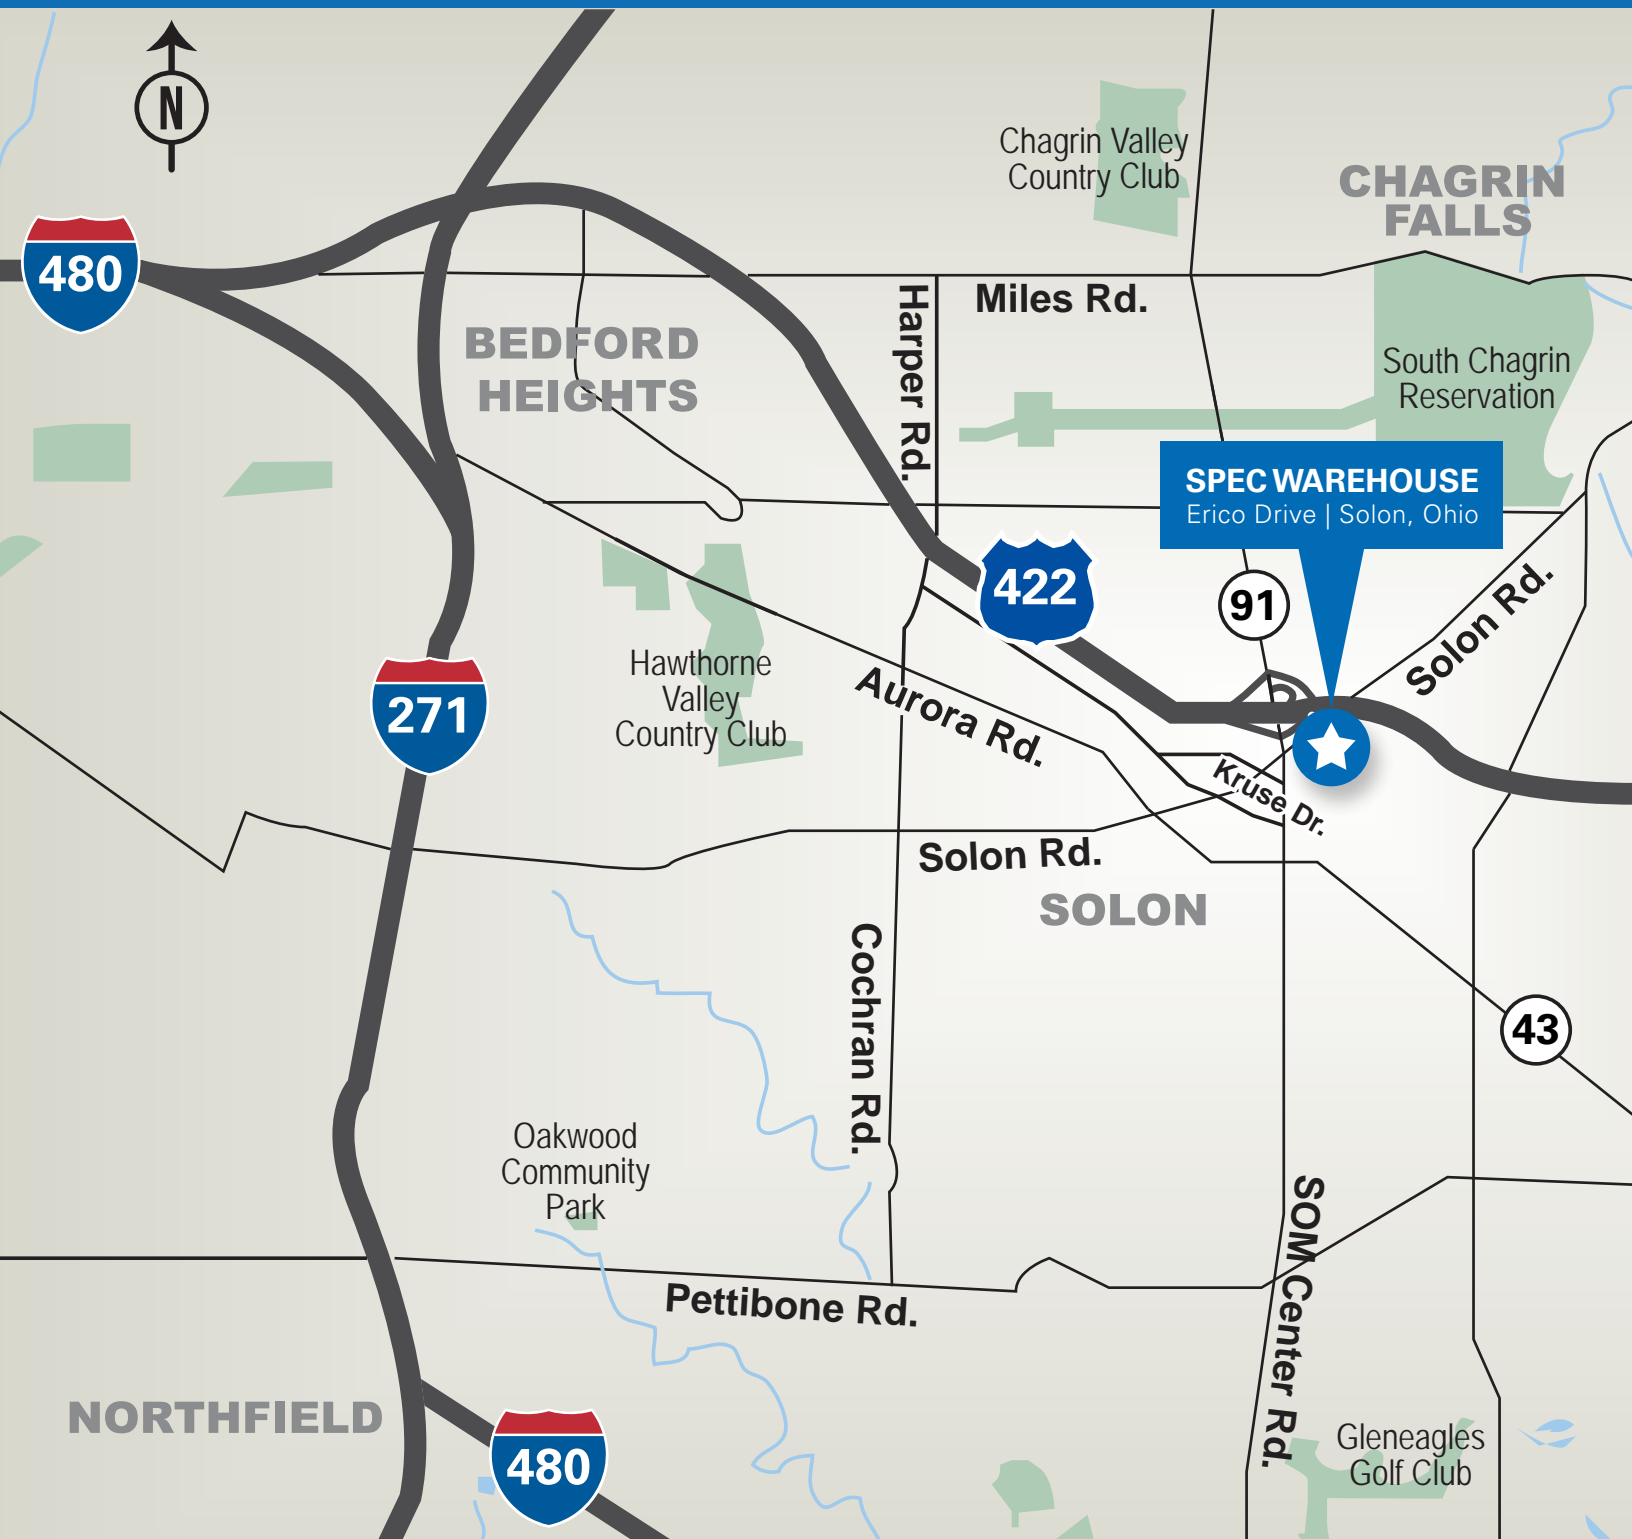 N
Chagrin Valley
Country Club
CHAGRIN
FALLS
480
Miles Rd.
Harper Rd.
BEDFORD
HEIGHTS
South Chagrin
Reservation
SPEC WAREHOUSE
Erico Drive | Solon, Ohio
422
91
Solon Rd.
Hawthorne
Valley
Country Club
Aurora Rd.
271
Kruse Dr.
Solon Rd.
SOLON
Cochran Rd.
43
Oakwood
Community
Park
SOM Center Rd.
Pettibone Rd.
NORTHFIELD
480
Gleneagles
Golf Club